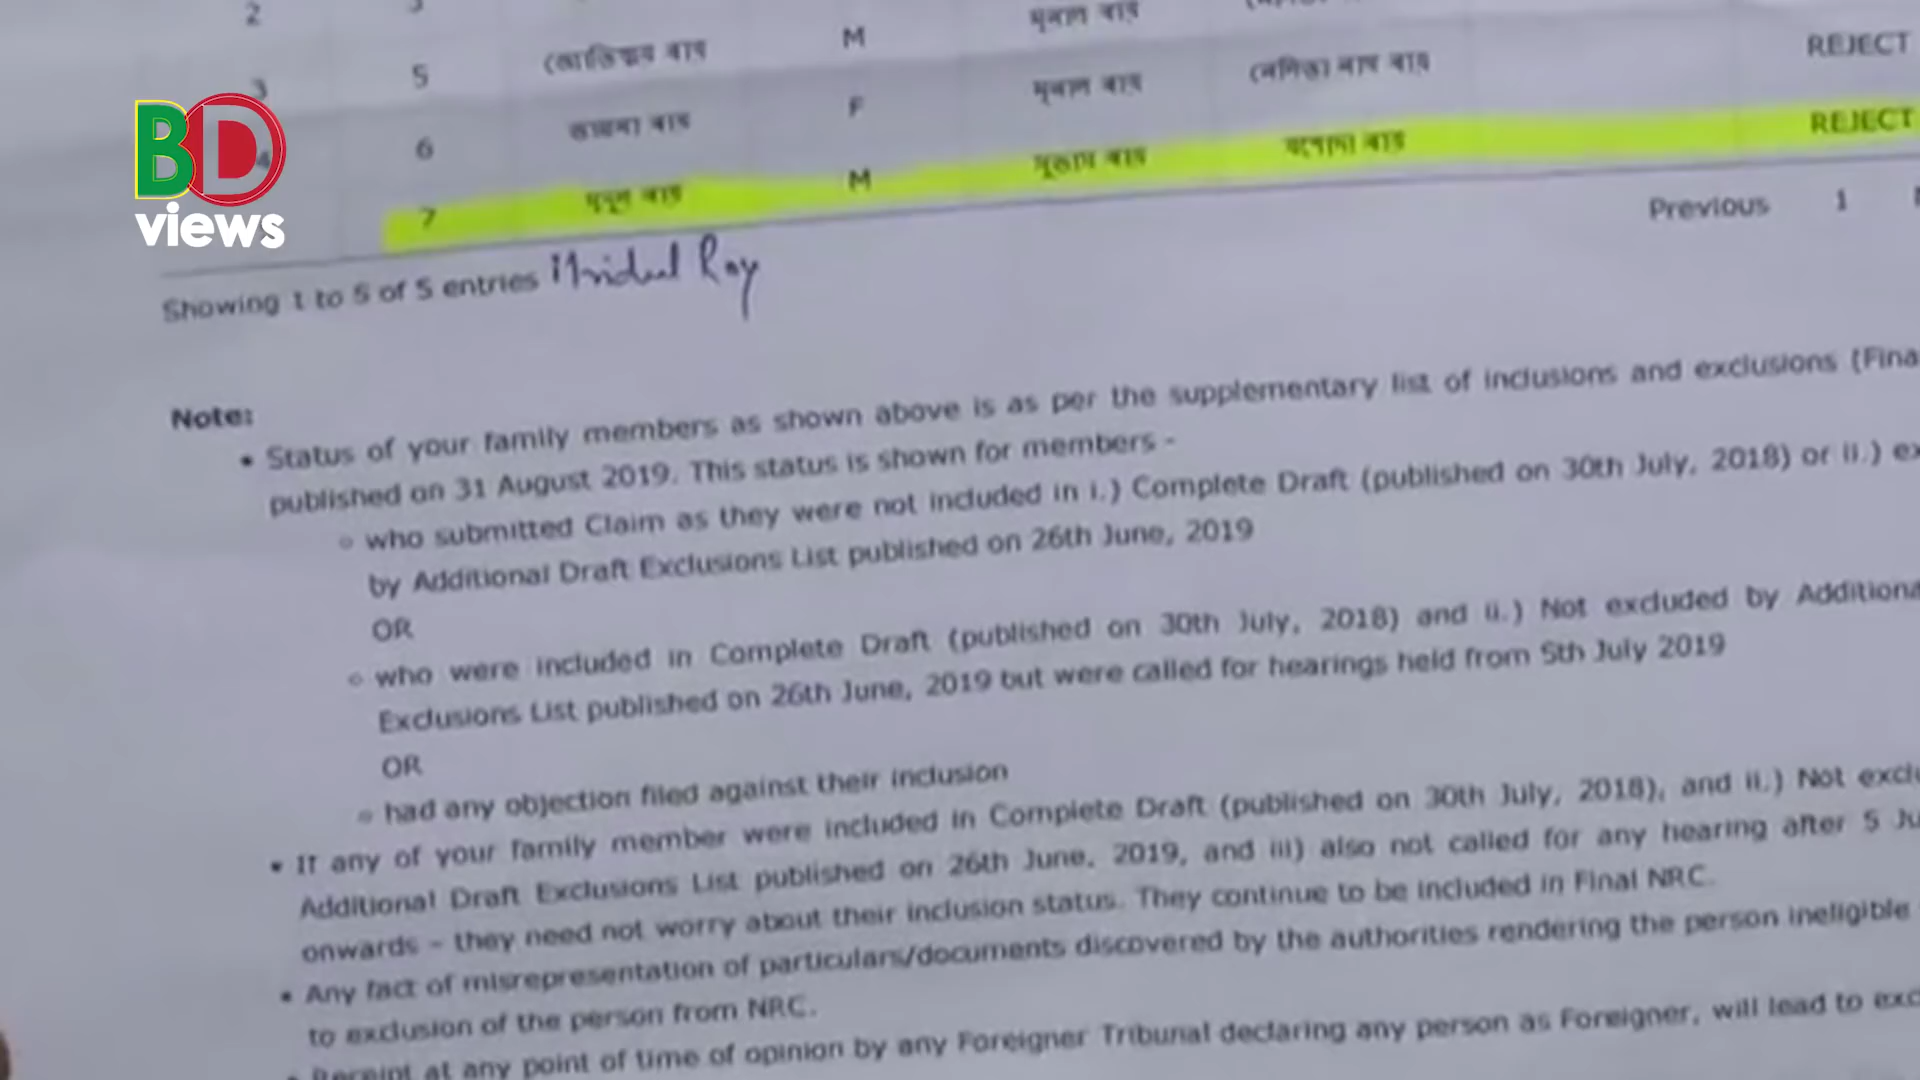 2
3
5
M
মৃনাল ৰায়
REJECT
BD
views
6
F
মৃনাল ৰায়
ৰায়
REJECT
7
মৃদুল ৰায়
M
ৰায়
যশোদা ৰায়
Previous 1
Showing 1 to 5 of 5 entries Mridul Roy
Note:
• Status of your family members as shown above is as per the supplementary list of inclusions and exclusions (Fina
published on 31 August 2019. This status is shown for members -
○ who submitted Claim as they were not included in i.) Complete Draft (published on 30th July, 2018) or ii.) ex
by Additional Draft Exclusions List published on 26th June, 2019
OR
○ who were included in Complete Draft (published on 30th July, 2018) and ii.) Not excluded by Additiona
Exclusions List published on 26th June, 2019 but were called for hearings held from 5th July 2019
OR
○ had any objection filed against their inclusion
• If any of your family member were included in Complete Draft (published on 30th July, 2018), and ii.) Not exclu
Additional Draft Exclusions List published on 26th June, 2019, and iii) also not called for any hearing after 5 Ju
onwards – they need not worry about their inclusion status. They continue to be included in Final NRC.
• Any fact of misrepresentation of particulars/documents discovered by the authorities rendering the person ineligible
to exclusion of the person from NRC.
• Receipt at any point of time of opinion by any Foreigner Tribunal declaring any person as Foreigner, will lead to exc